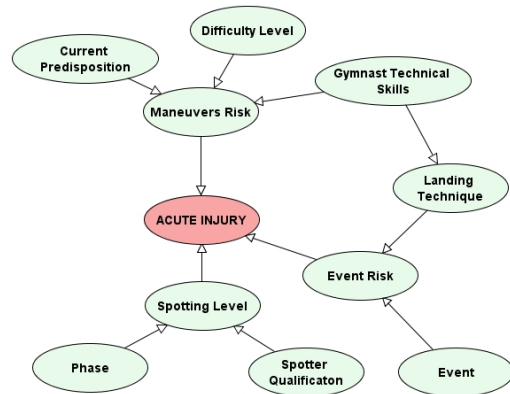 Difficulty Level
Current
Predisposition
Gymnast Technical
Skills
Maneuvers Risk
Landing
Technique
ACUTE INJURY
Event Risk
Spotting Level
Phase
Spotter
Qualificaton
Event